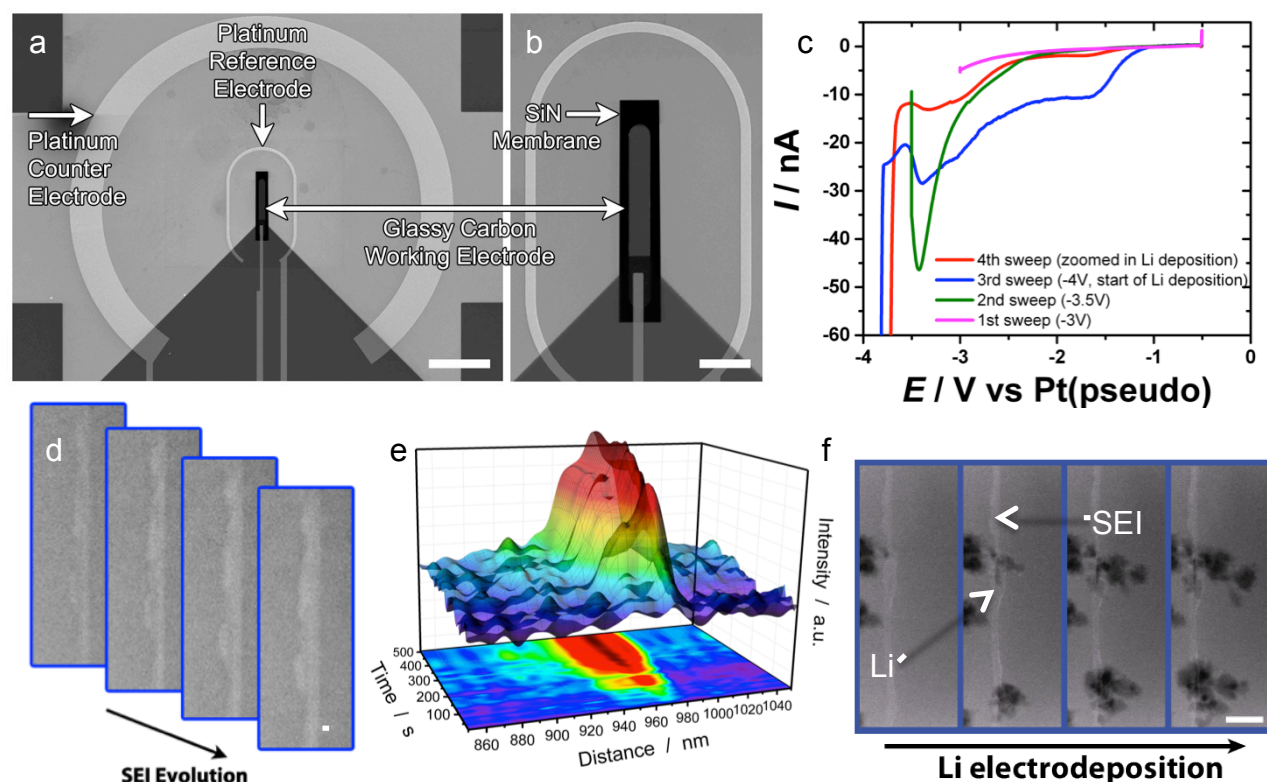 a
Platinum
Reference
Electrode
Platinum
Counter
Electrode
b
SiN
Membrane
Glassy Carbon
Working Electrode
c
0
-10
-20
-30
-40
-50
-60
I / nA
4th sweep (zoomed in Li deposition)
3rd sweep (-4V, start of Li deposition)
2nd sweep (-3.5V)
1st sweep (-3V)
-4 -3 -2 -1 0
E / V vs Pt(pseudo)
d
SEI Evolution
e
Intensity / a.u.
500
400
300
200
100
Time / s
860 880 900 920 940 960 980 1000 1020 1040
Distance / nm
f
SEI
Li
Li electrodeposition